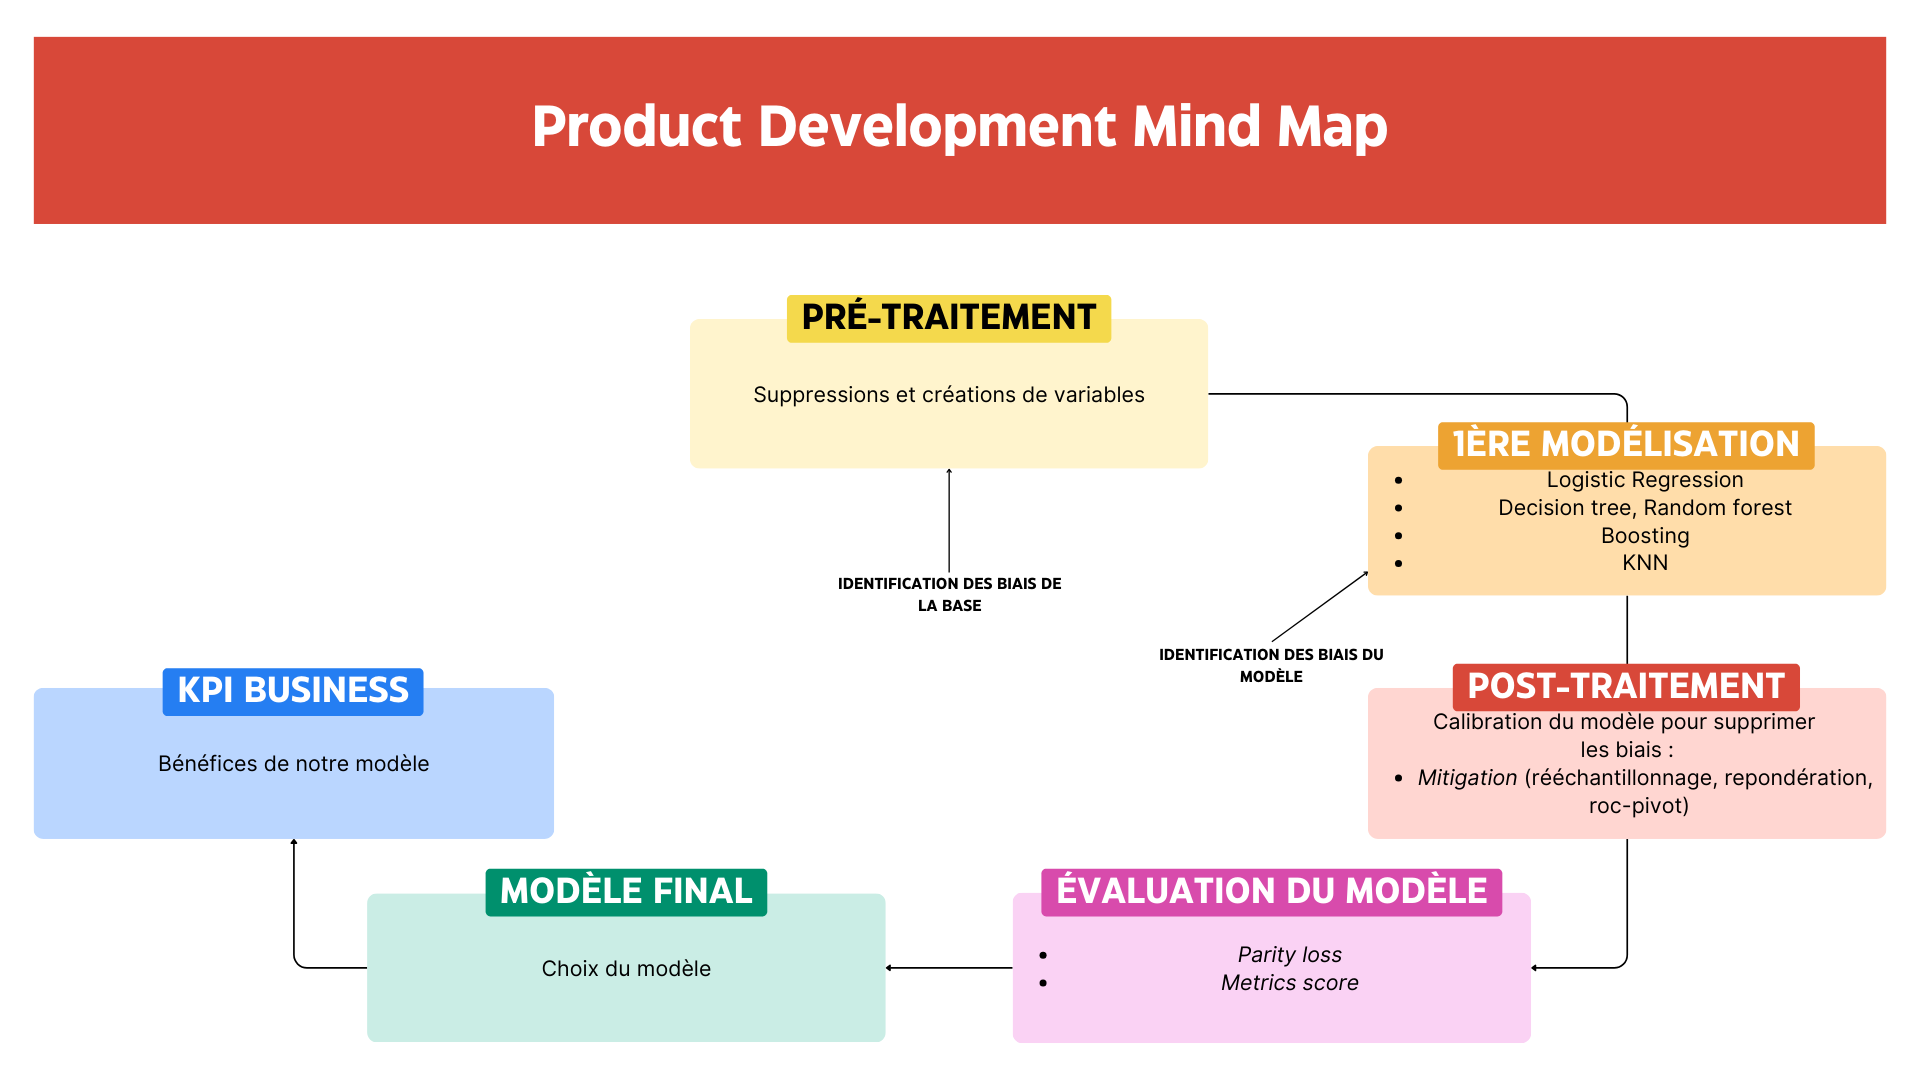 Product Development Mind Map
PRÉ-TRAITEMENT
Suppressions et créations de variables
IDENTIFICATION DES BIAIS DE
LA BASE
1ÈRE MODÉLISATION
• Logistic Regression
• Decision tree, Random forest
• Boosting
• KNN
IDENTIFICATION DES BIAIS DU
MODÈLE
POST-TRAITEMENT
Calibration du modèle pour supprimer
les biais :
• Mitigation (rééchantillonnage, repondération,
roc-pivot)
ÉVALUATION DU MODÈLE
• Parity loss
• Metrics score
MODÈLE FINAL
Choix du modèle
KPI BUSINESS
Bénéfices de notre modèle